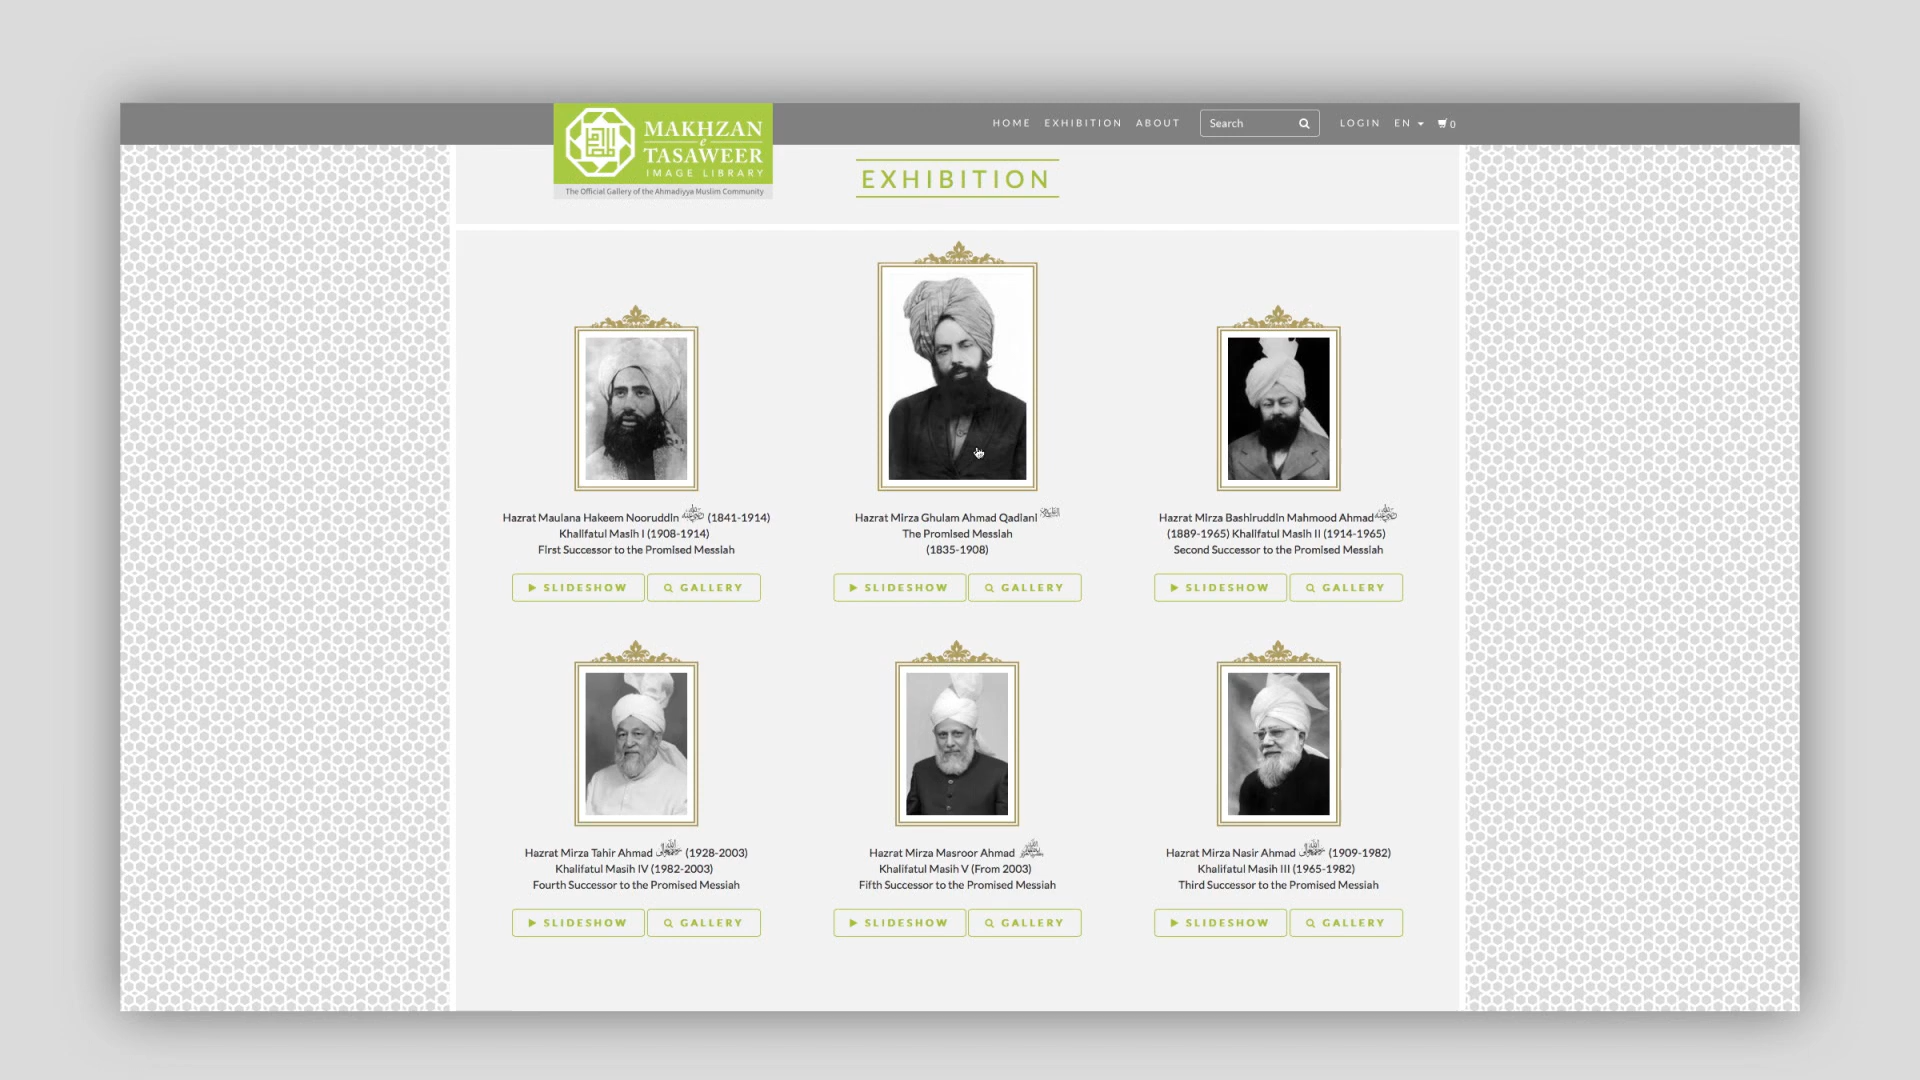 MAKHZAN
e
TASAWEER
IMAGE LIBRARY
The Official Gallery of the Ahmadiyya Muslim Community
HOME EXHIBITION ABOUT Search LOGIN EN 0
EXHIBITION
Hazrat Maulana Hakeem Nooruddin (1841-1914)
Khalifatul Masih I (1908-1914)
First Successor to the Promised Messiah
SLIDESHOW GALLERY
Hazrat Mirza Ghulam Ahmad Qadiani
The Promised Messiah
(1835-1908)
SLIDESHOW GALLERY
Hazrat Mirza Bashiruddin Mahmood Ahmad
(1889-1965) Khalifatul Masih II (1914-1965)
Second Successor to the Promised Messiah
SLIDESHOW GALLERY
Hazrat Mirza Tahir Ahmad (1928-2003)
Khalifatul Masih IV (1982-2003)
Fourth Successor to the Promised Messiah
SLIDESHOW GALLERY
Hazrat Mirza Masroor Ahmad
Khalifatul Masih V (From 2003)
Fifth Successor to the Promised Messiah
SLIDESHOW GALLERY
Hazrat Mirza Nasir Ahmad (1909-1982)
Khalifatul Masih III (1965-1982)
Third Successor to the Promised Messiah
SLIDESHOW GALLERY